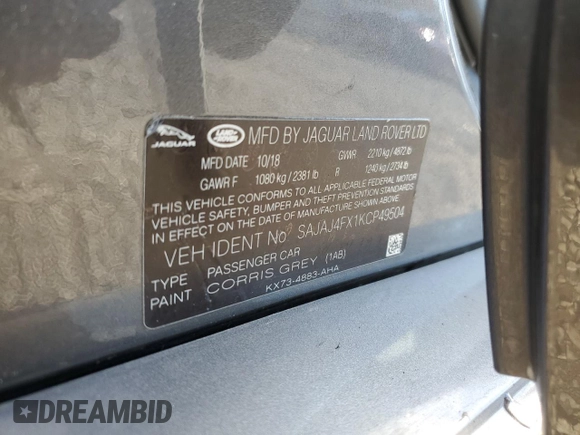 JAGUAR LAND ROVER MFD BY JAGUAR LAND ROVER LTD
MFD DATE 10/18 GVWR 2210 kg / 4872 lb
GAWR F 1080 kg / 2381 lb R 1240 kg / 2734 lb
THIS VEHICLE CONFORMS TO ALL APPLICABLE FEDERAL MOTOR
VEHICLE SAFETY, BUMPER AND THEFT PREVENTION STANDARDS
IN EFFECT ON THE DATE OF MANUFACTURE SHOWN ABOVE.
VEH IDENT No SAJAJ4FX1KCP49504
TYPE PASSENGER CAR
PAINT CORRIS GREY (1AB)
KX73-4883-AHA
DREAMBID